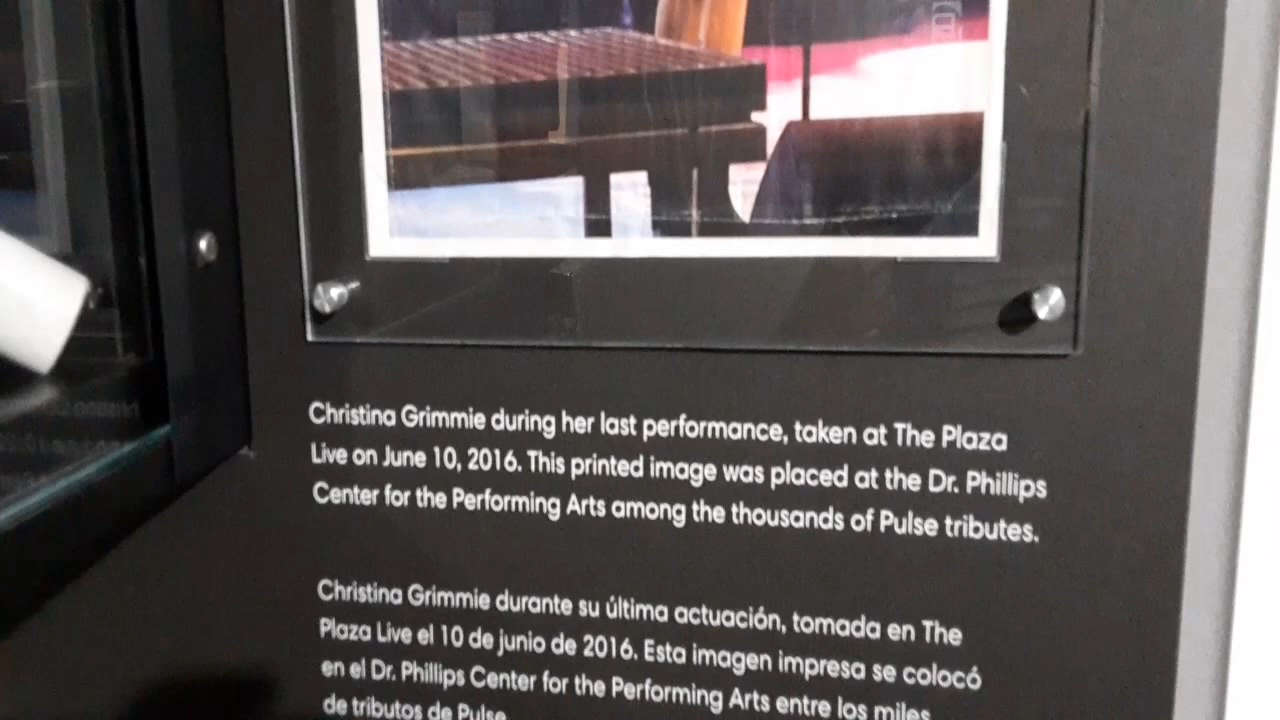 Christina Grimmie during her last performance, taken at The Plaza
Live on June 10, 2016. This printed image was placed at the Dr. Phillips
Center for the Performing Arts among the thousands of Pulse tributes.
Christina Grimmie durante su última actuación, tomada en The
Plaza Live el 10 de junio de 2016. Esta imagen impresa se colocó
en el Dr. Phillips Center for the Performing Arts entre los miles
de tributos de Pulse.